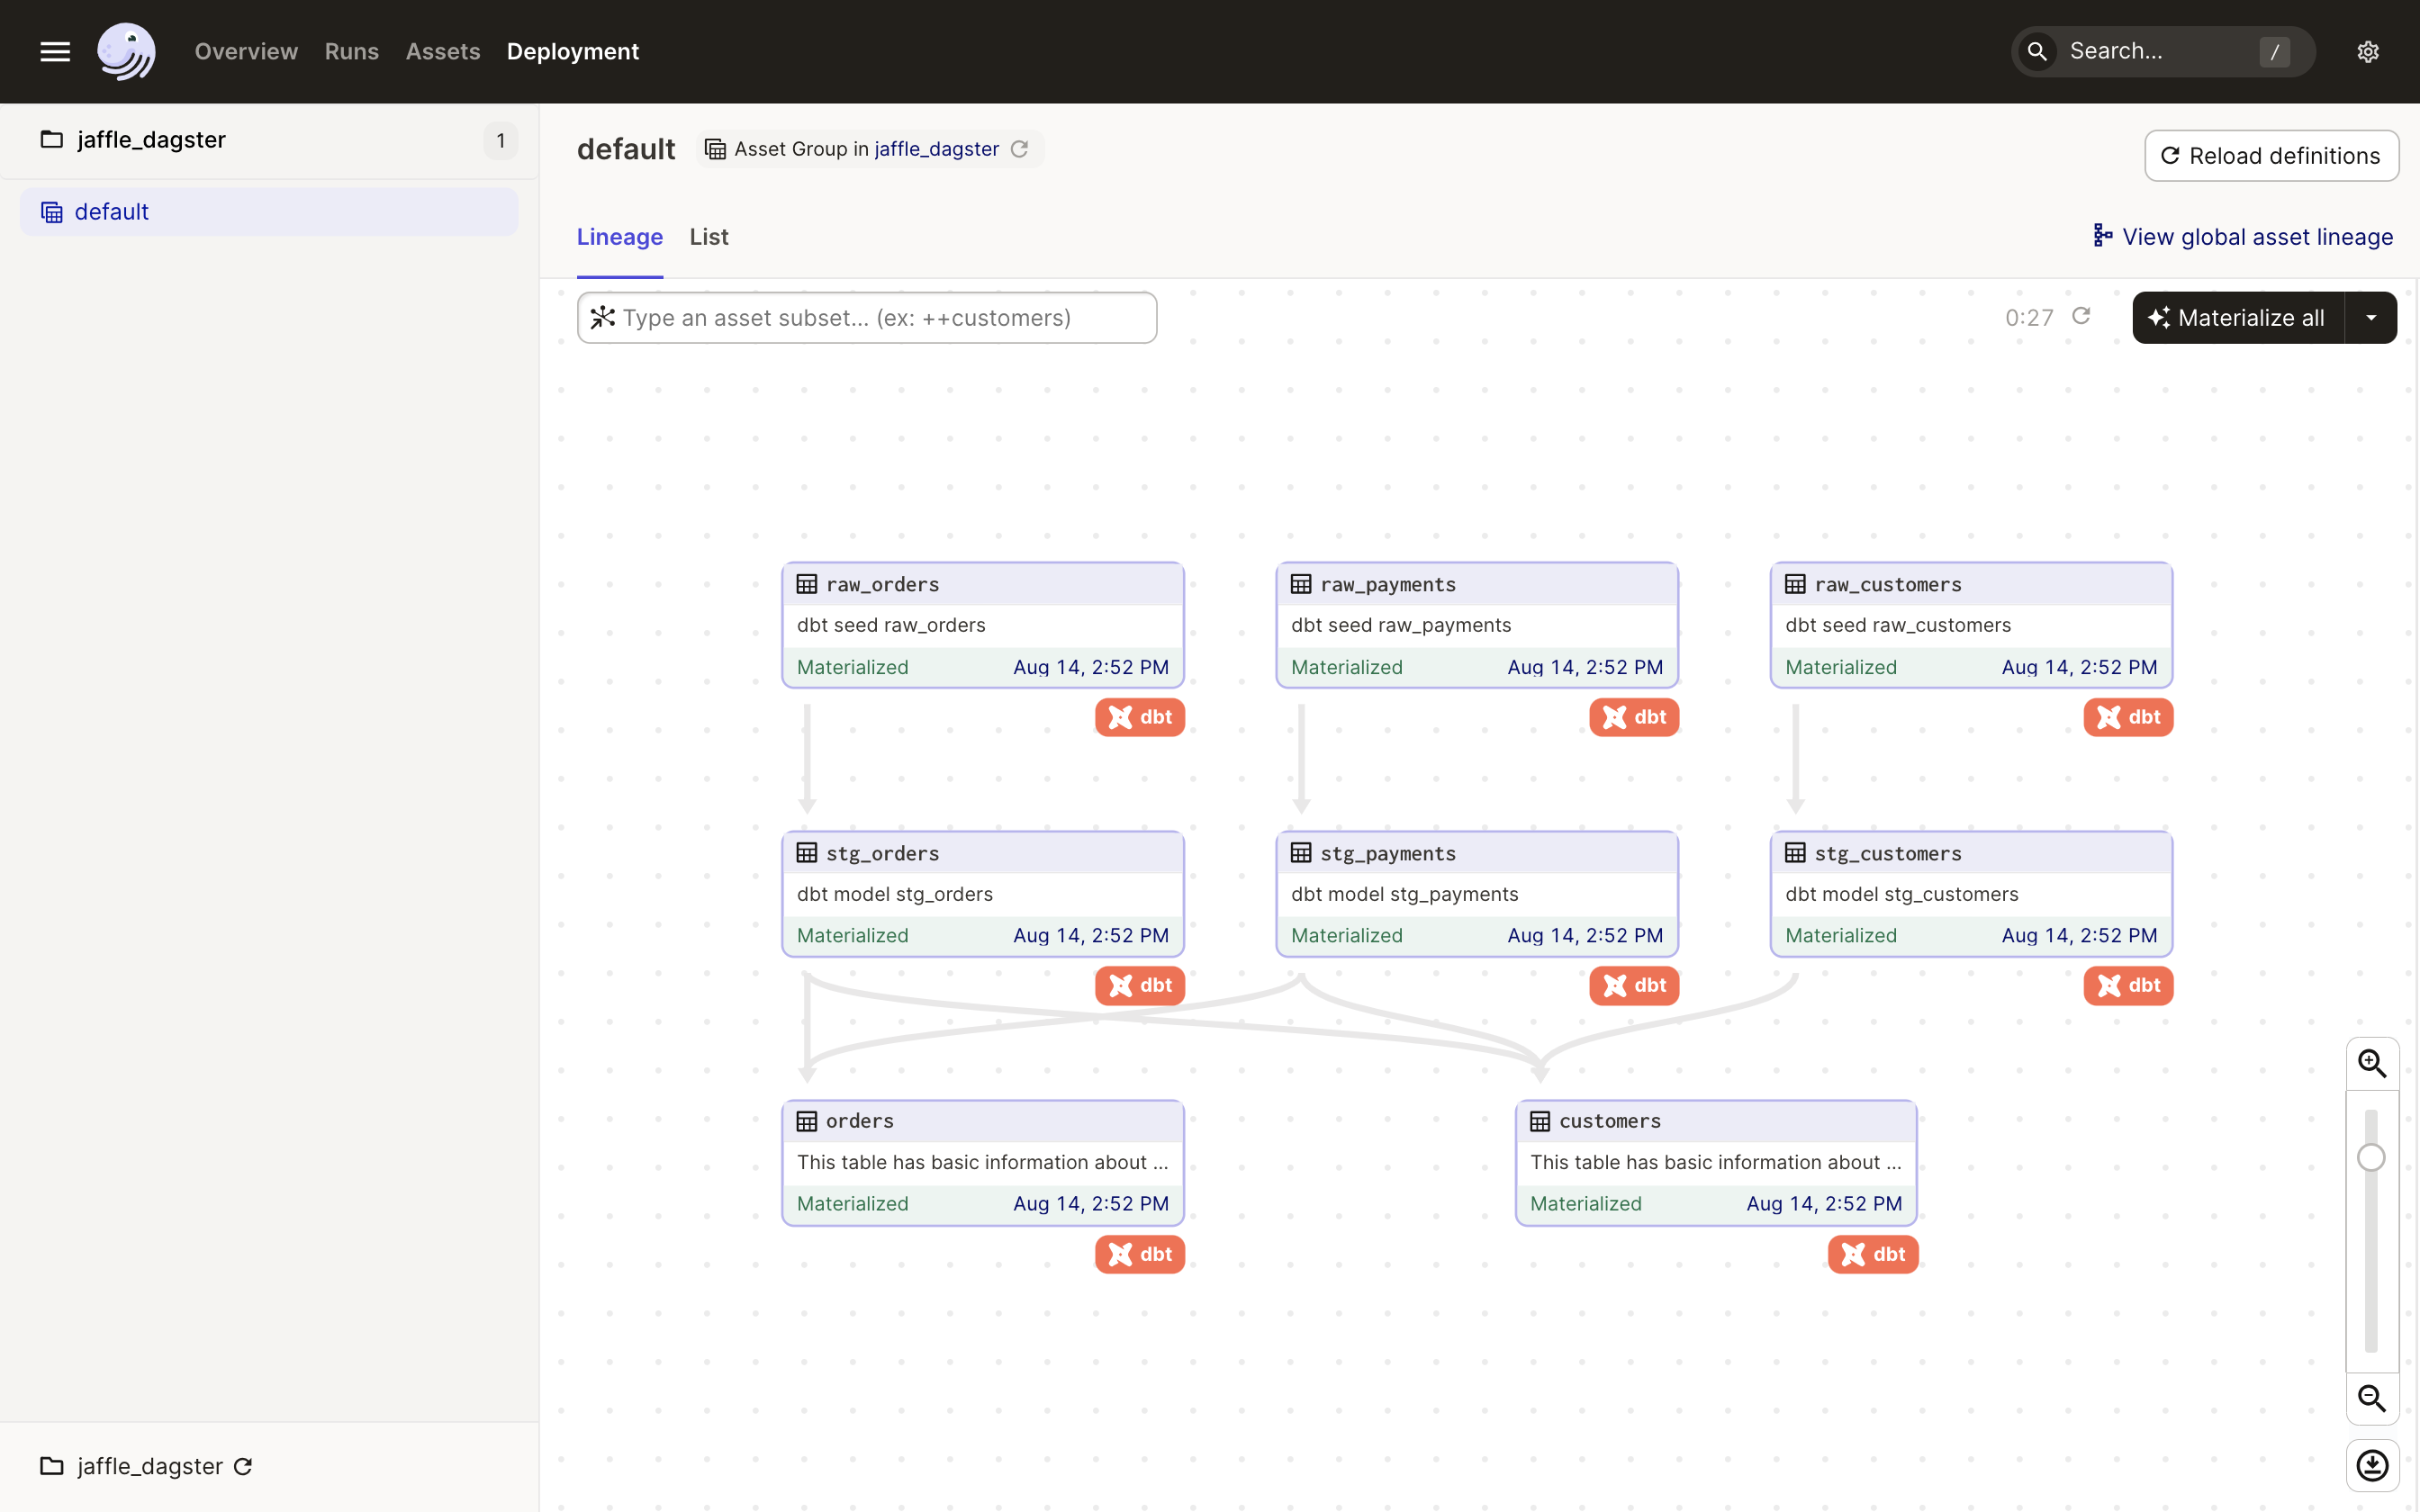 Overview Runs Assets Deployment Search... /
jaffle_dagster 1
default
default Asset Group in jaffle_dagster Reload definitions
Lineage List View global asset lineage
Type an asset subset... (ex: ++customers) 0:27 Materialize all
raw_orders
dbt seed raw_orders
Materialized Aug 14, 2:52 PM
dbt
raw_payments
dbt seed raw_payments
Materialized Aug 14, 2:52 PM
dbt
raw_customers
dbt seed raw_customers
Materialized Aug 14, 2:52 PM
dbt
stg_orders
dbt model stg_orders
Materialized Aug 14, 2:52 PM
dbt
stg_payments
dbt model stg_payments
Materialized Aug 14, 2:52 PM
dbt
stg_customers
dbt model stg_customers
Materialized Aug 14, 2:52 PM
dbt
orders
This table has basic information about ...
Materialized Aug 14, 2:52 PM
dbt
customers
This table has basic information about ...
Materialized Aug 14, 2:52 PM
dbt
jaffle_dagster